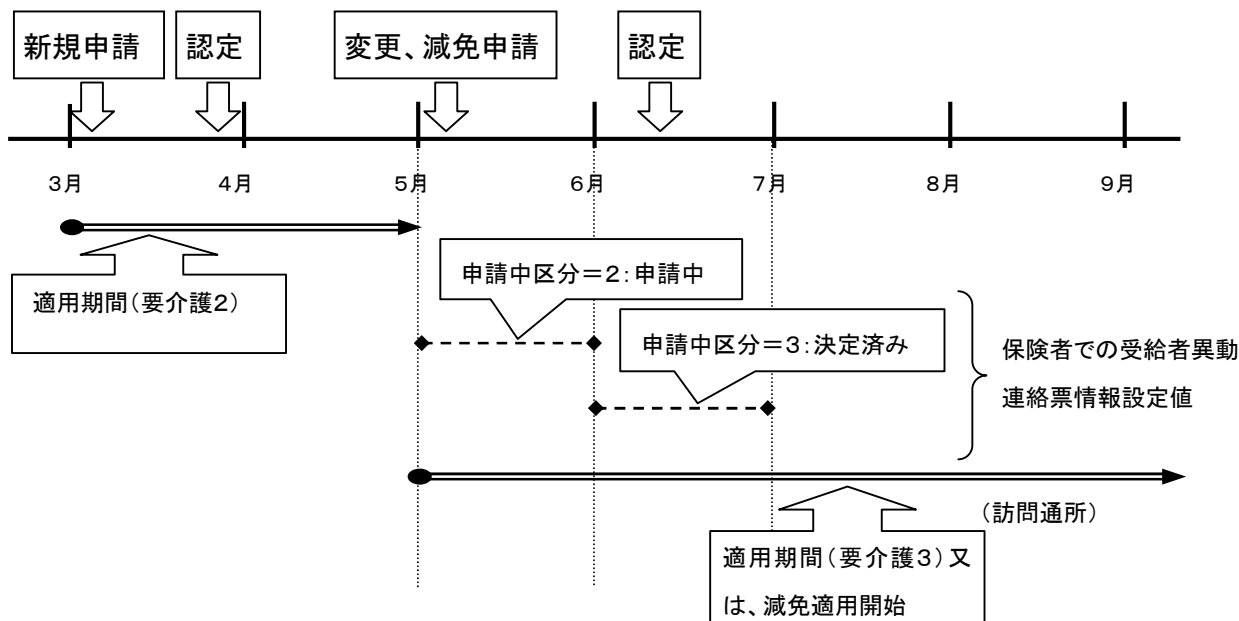 新規申請
認定
変更、減免申請
認定
3月
4月
5月
6月
7月
8月
9月
適用期間(要介護2)
申請中区分=2:申請中
申請中区分=3:決定済み
保険者での受給者異動
連絡票情報設定値
(訪問通所)
適用期間(要介護3)又
は、減免適用開始